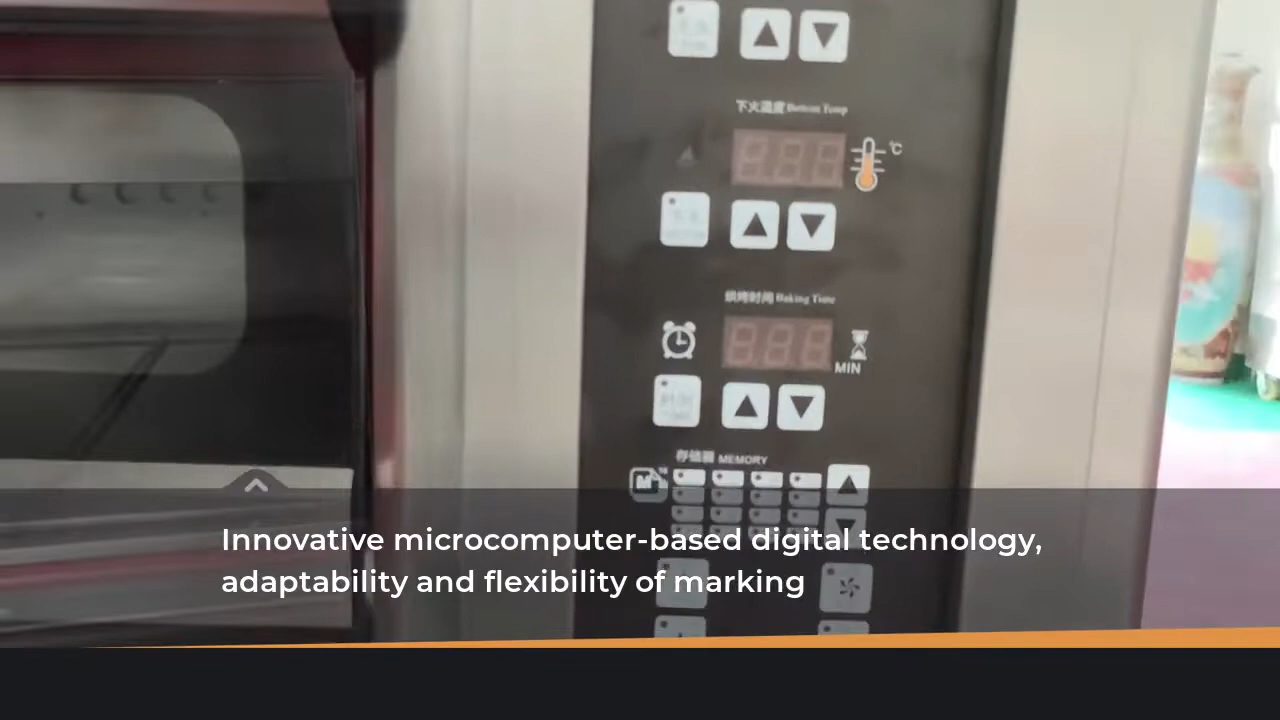 下火温度 Bottom Temp
°C
烘烤时间 Baking Time
MIN
存储器 MEMORY
M
Innovative microcomputer-based digital technology,
adaptability and flexibility of marking